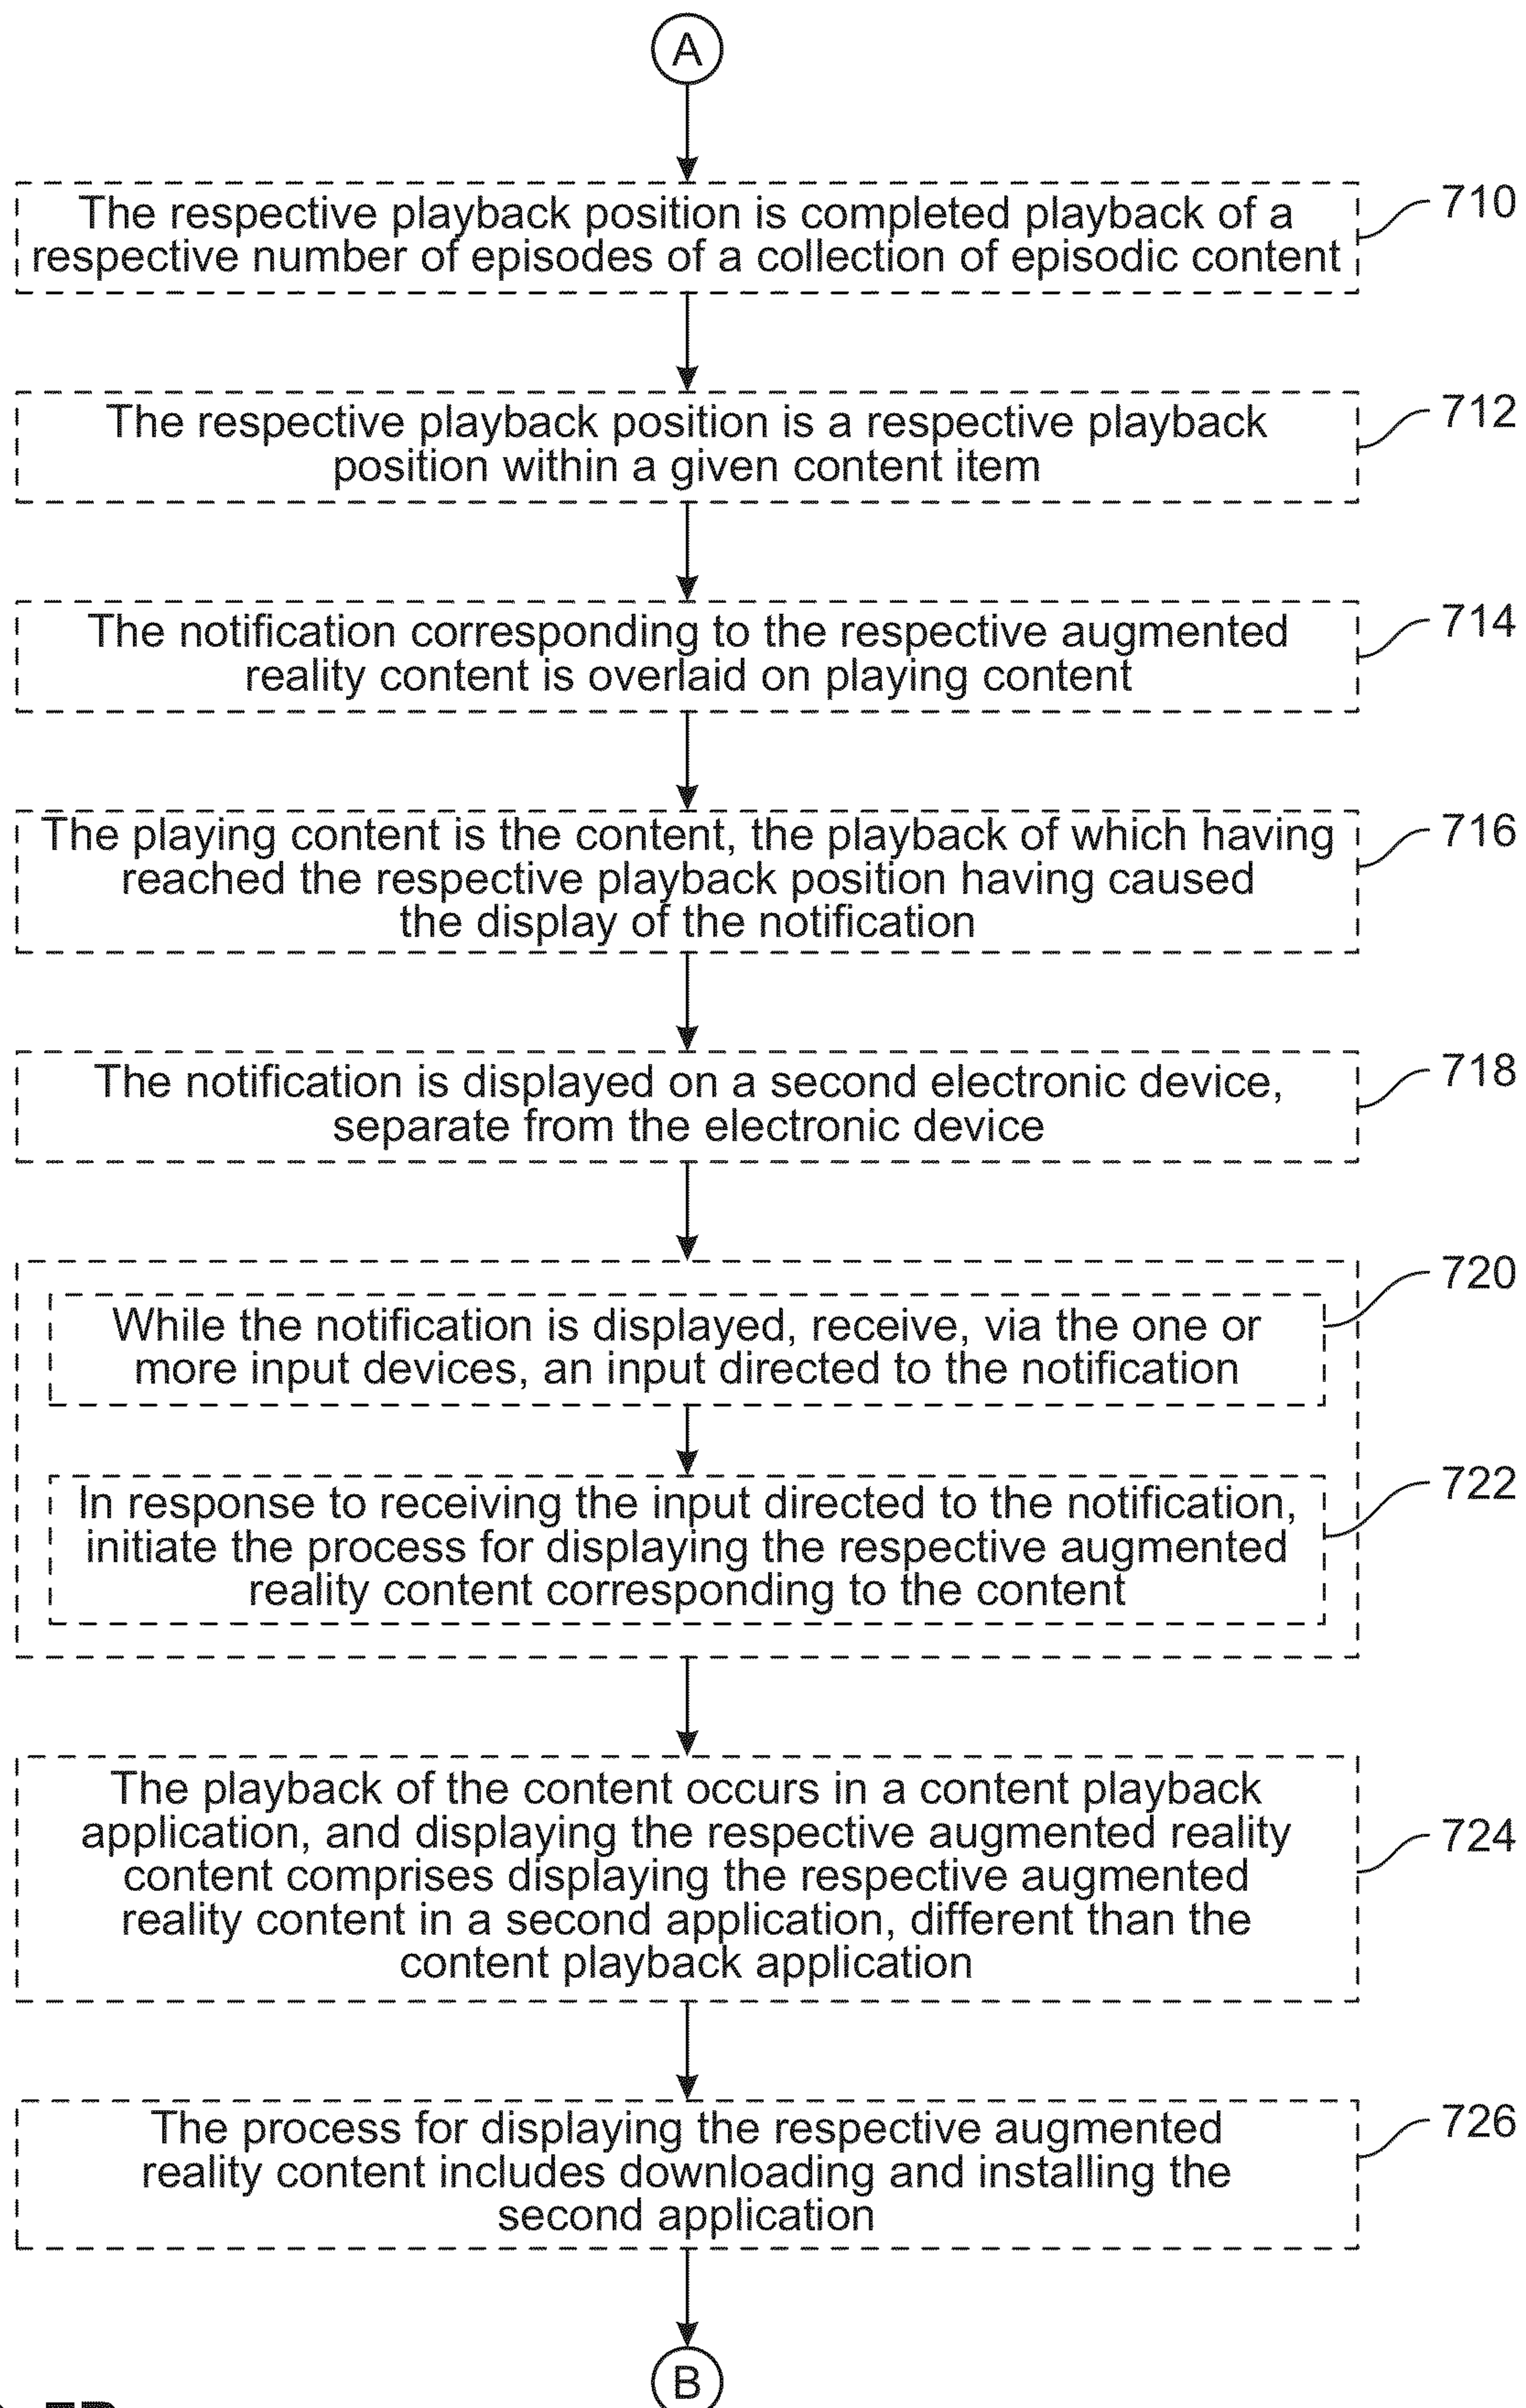 A
The respective playback position is completed playback of a
respective number of episodes of a collection of episodic content
710
The respective playback position is a respective playback
position within a given content item
712
The notification corresponding to the respective augmented
reality content is overlaid on playing content
714
The playing content is the content, the playback of which having
reached the respective playback position having caused
the display of the notification
716
The notification is displayed on a second electronic device,
separate from the electronic device
718
While the notification is displayed, receive, via the one or
more input devices, an input directed to the notification
720
In response to receiving the input directed to the notification,
initiate the process for displaying the respective augmented
reality content corresponding to the content
722
The playback of the content occurs in a content playback
application, and displaying the respective augmented reality
content comprises displaying the respective augmented
reality content in a second application, different than the
content playback application
724
The process for displaying the respective augmented
reality content includes downloading and installing the
second application
726
B